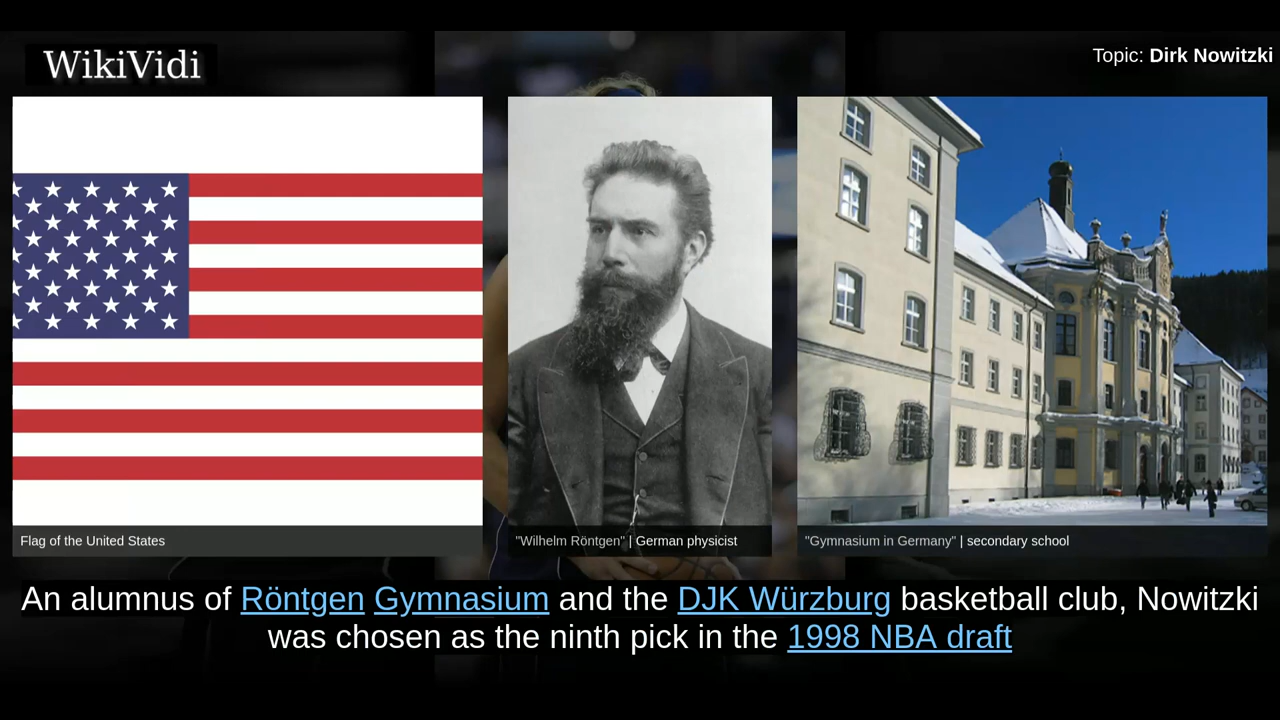 WikiVidi
Topic: Dirk Nowitzki
Flag of the United States
"Wilhelm Röntgen" | German physicist
"Gymnasium in Germany" | secondary school
An alumnus of Röntgen Gymnasium and the DJK Würzburg basketball club, Nowitzki
was chosen as the ninth pick in the 1998 NBA draft